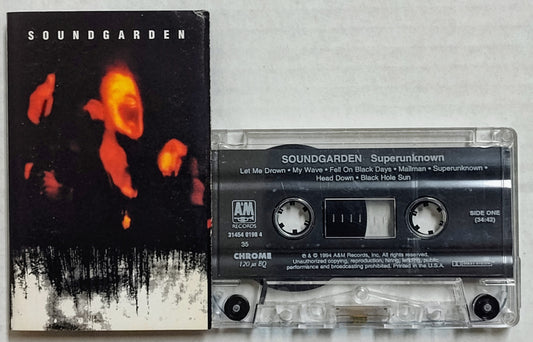 SOUNDGARDEN
SOUNDGARDEN Superunknown
Let Me Drown • My Wave • Fell On Black Days • Mailman • Superunknown •
Head Down • Black Hole Sun
A&M
RECORDS
31454 0198 4
35
SIDE ONE
(34:42)
CHROME
120 µs EQ
℗ & © 1994 A&M Records, Inc. All rights reserved.
Unauthorized copying, reproduction, hiring, lending, public
performance and broadcasting prohibited. Printed in U.S.A.